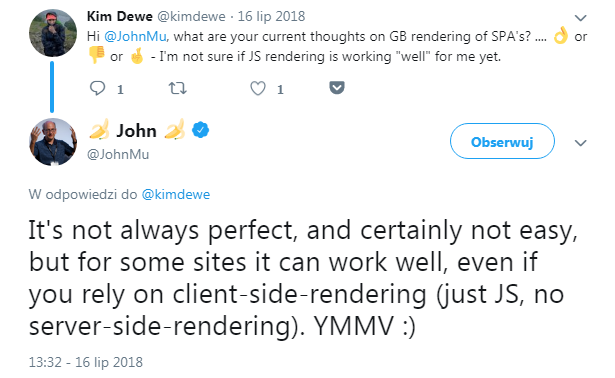 Kim Dewe @kimdewe · 16 lip 2018
Hi @JohnMu, what are your current thoughts on GB rendering of SPA's? .... 👌 or
👎 or 🤞 - I'm not sure if JS rendering is working "well" for me yet.
1 1
🍌 John 🍌
@JohnMu
Obserwuj
W odpowiedzi do @kimdewe
It's not always perfect, and certainly not easy,
but for some sites it can work well, even if
you rely on client-side-rendering (just JS, no
server-side-rendering). YMMV :)
13:32 - 16 lip 2018